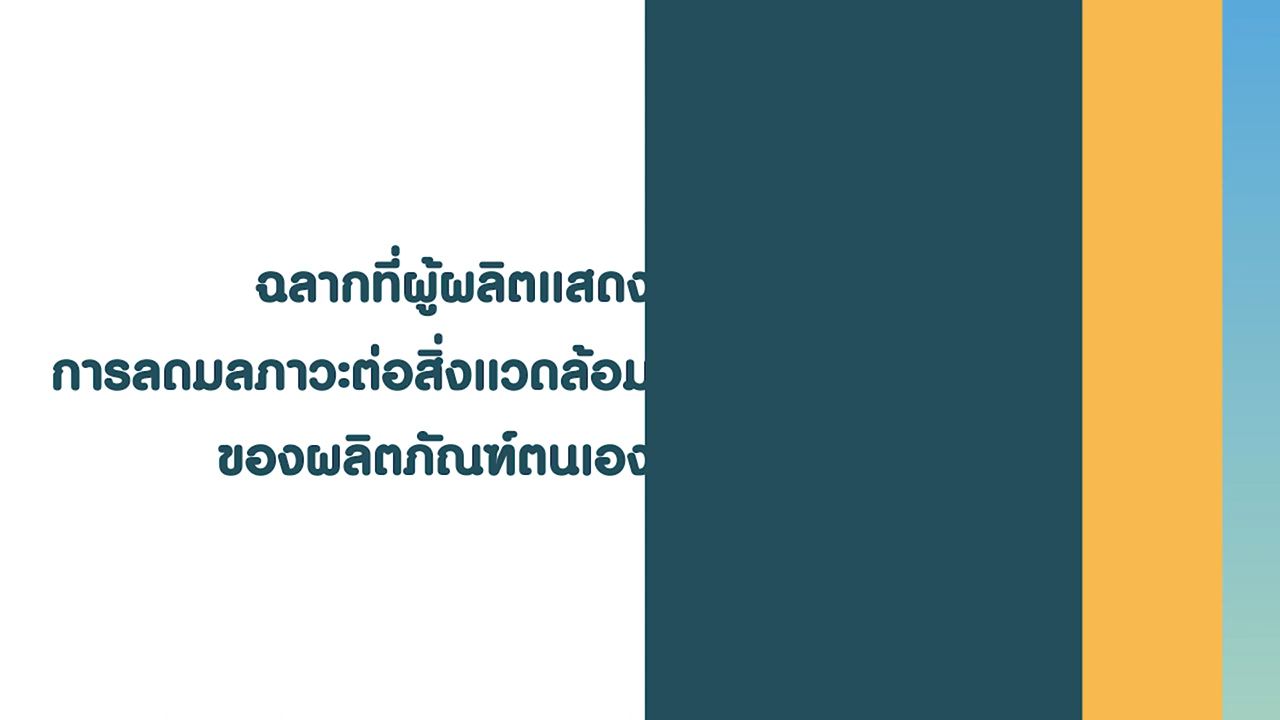 ฉลากที่ผู้ผลิตแสดง
การลดมลภาวะต่อสิ่งแวดล้อม
ของผลิตภัณฑ์ตนเอง